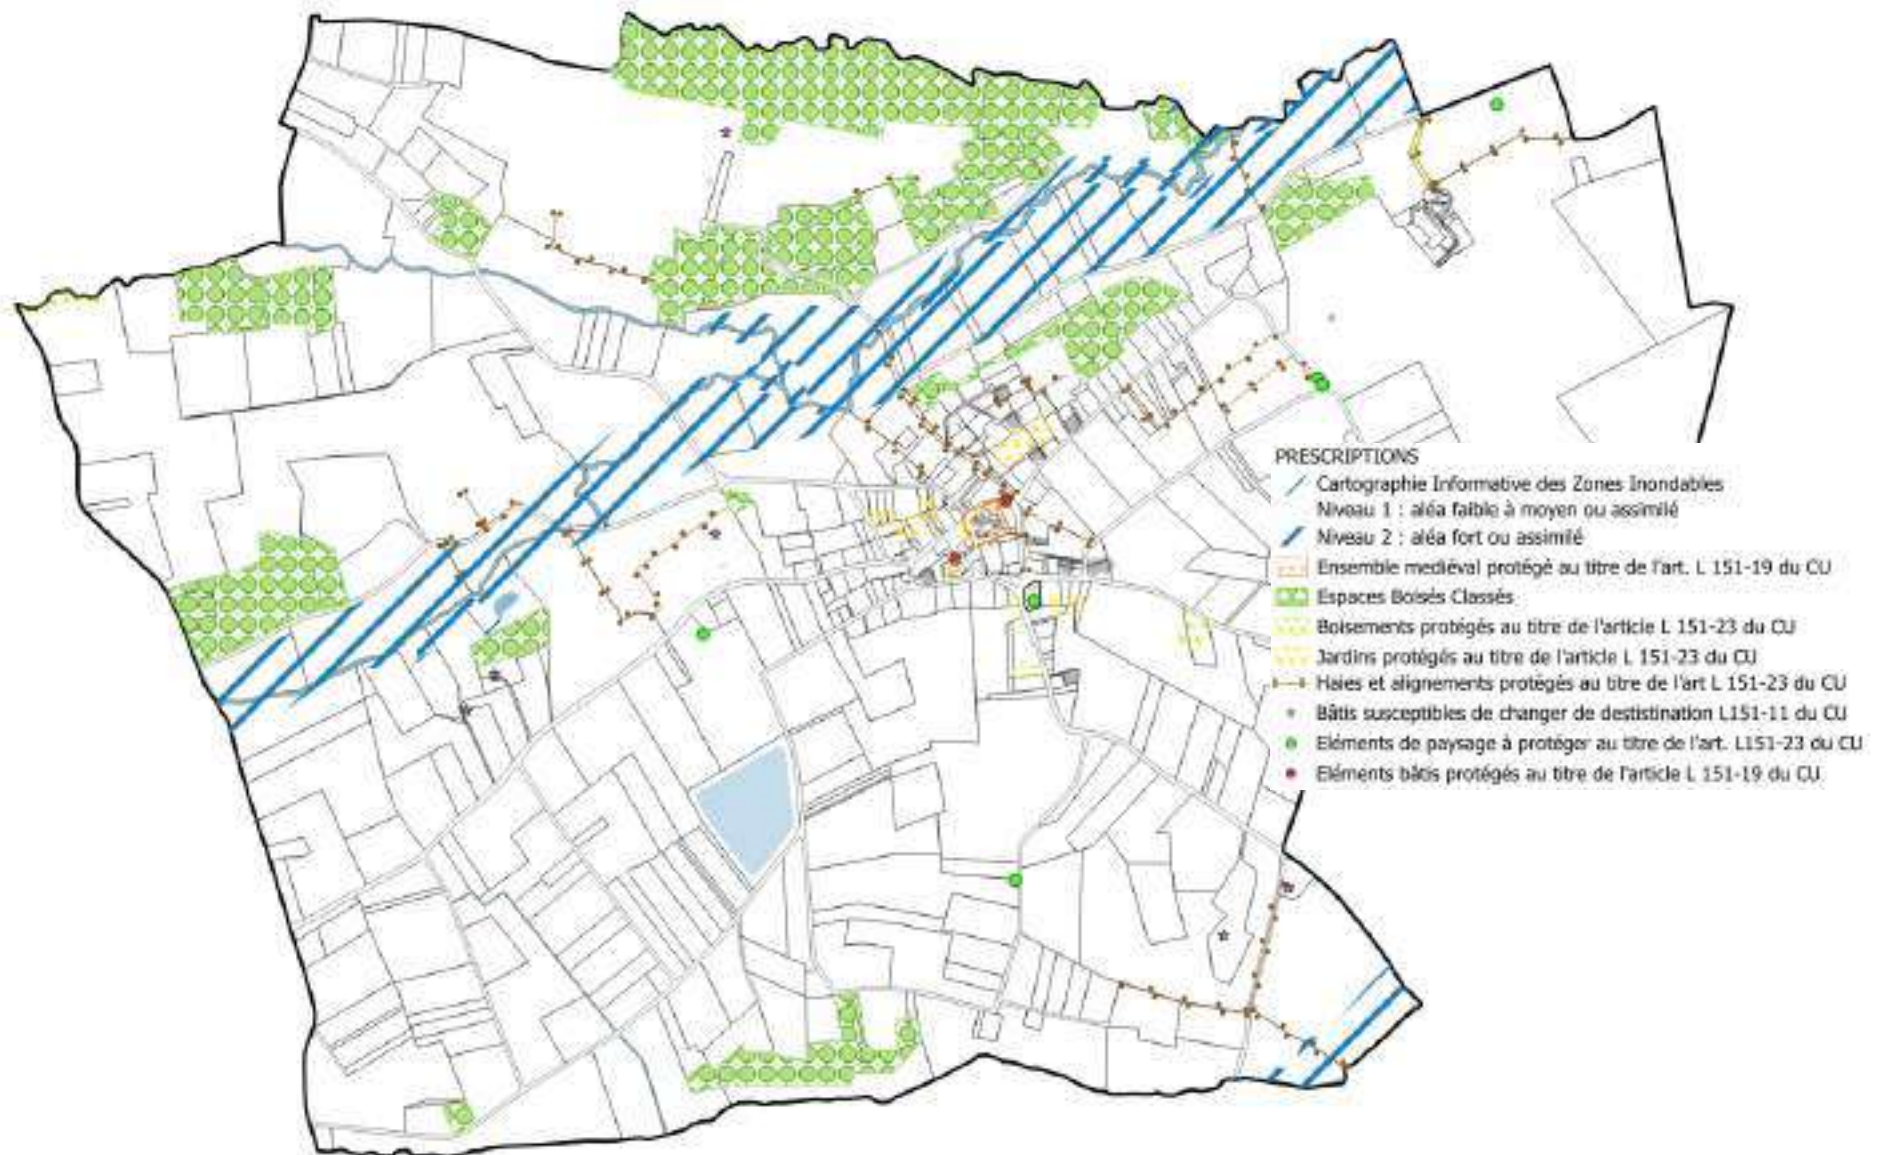 PRESCRIPTIONS
Cartographie Informative des Zones Inondables
Niveau 1 : aléa faible à moyen ou assimilé
Niveau 2 : aléa fort ou assimilé
Ensemble mediéval protégé au titre de l'art. L 151-19 du CU
Espaces Boisés Classés
Boisements protégés au titre de l'article L 151-23 du CU
Jardins protégés au titre de l'article L 151-23 du CU
Haies et alignements protégés au titre de l'art L 151-23 du CU
Bâtis susceptibles de changer de destistination L151-11 du CU
Eléments de paysage à protéger au titre de l'art. L151-23 du CU
Eléments bâtis protégés au titre de l'article L 151-19 du CU